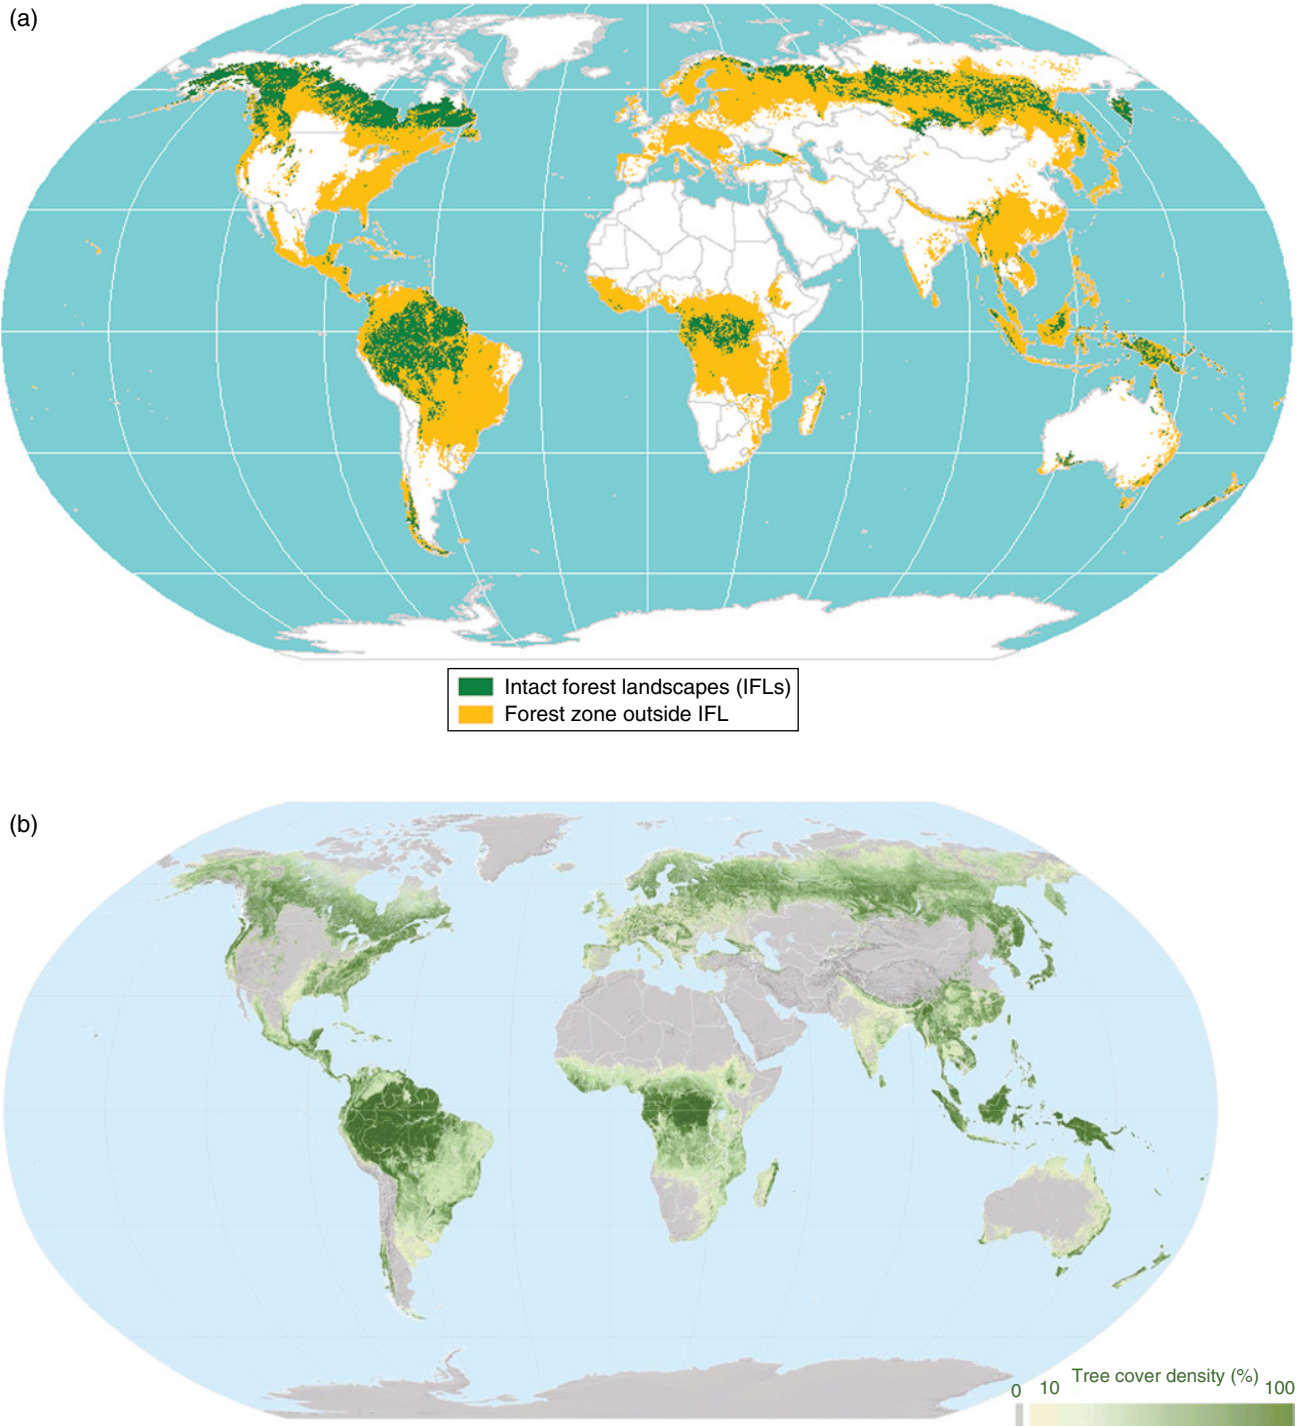 (a)
Intact forest landscapes (IFLs)
Forest zone outside IFL
(b)
Tree cover density (%)
0 10 100